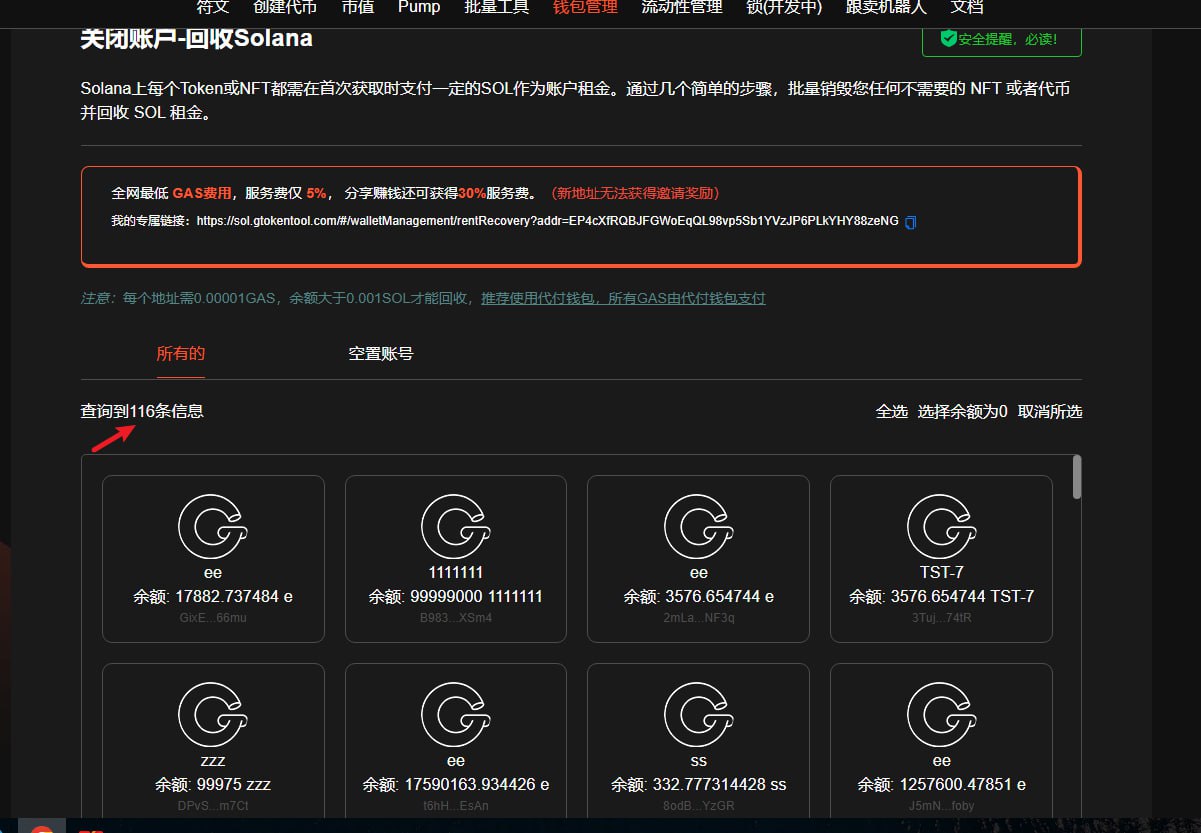 符文 创建代币 市值 Pump 批量工具 钱包管理 流动性管理 锁(开发中) 跟卖机器人 文档
关闭账户-回收Solana
安全提醒，必读!
Solana上每个Token或NFT都需在首次获取时支付一定的SOL作为账户租金。通过几个简单的步骤，批量销毁您任何不需要的 NFT 或者代币
并回收 SOL 租金。
全网最低 GAS费用，服务费仅 5%， 分享赚钱还可获得30%服务费。（新地址无法获得邀请奖励）
我的专属链接：https://sol.gtokentool.com/#/walletManagement/rentRecovery?addr=EP4cXfRQBJFGWoEqQL98vp5Sb1YVzJP6PLkYHY88zeNG
注意：每个地址需0.00001GAS，余额大于0.001SOL才能回收，推荐使用代付钱包，所有GAS由代付钱包支付
所有的 空置账号
查询到116条信息
全选 选择余额为0 取消所选
ee 1111111 ee TST-7
余额: 17882.737484 e 余额: 99999000 1111111 余额: 3576.654744 e 余额: 3576.654744 TST-7
GixE...66mu B983...XSm4 2mLa...NF3q 3Tuj...74tR
zzz ee ss ee
余额: 99975 zzz 余额: 17590163.934426 e 余额: 332.777314428 ss 余额: 1257600.47851 e
DPvS...m7Ct t6hH...EsAn 8odB...YzGR J5mN...foby